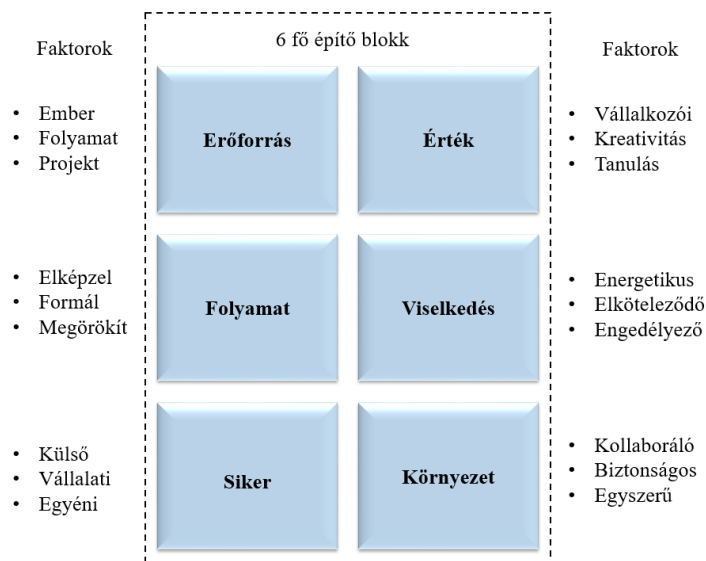 6 fő építő blokk
Faktorok
Faktorok
• Ember
• Folyamat
• Projekt
Erőforrás
Érték
• Vállalkozói
• Kreativitás
• Tanulás
• Elképzel
• Formál
• Megörökít
Folyamat
Viselkedés
• Energetikus
• Elköteleződő
• Engedélyező
• Külső
• Vállalati
• Egyéni
Siker
Környezet
• Kollaboráló
• Biztonságos
• Egyszerű